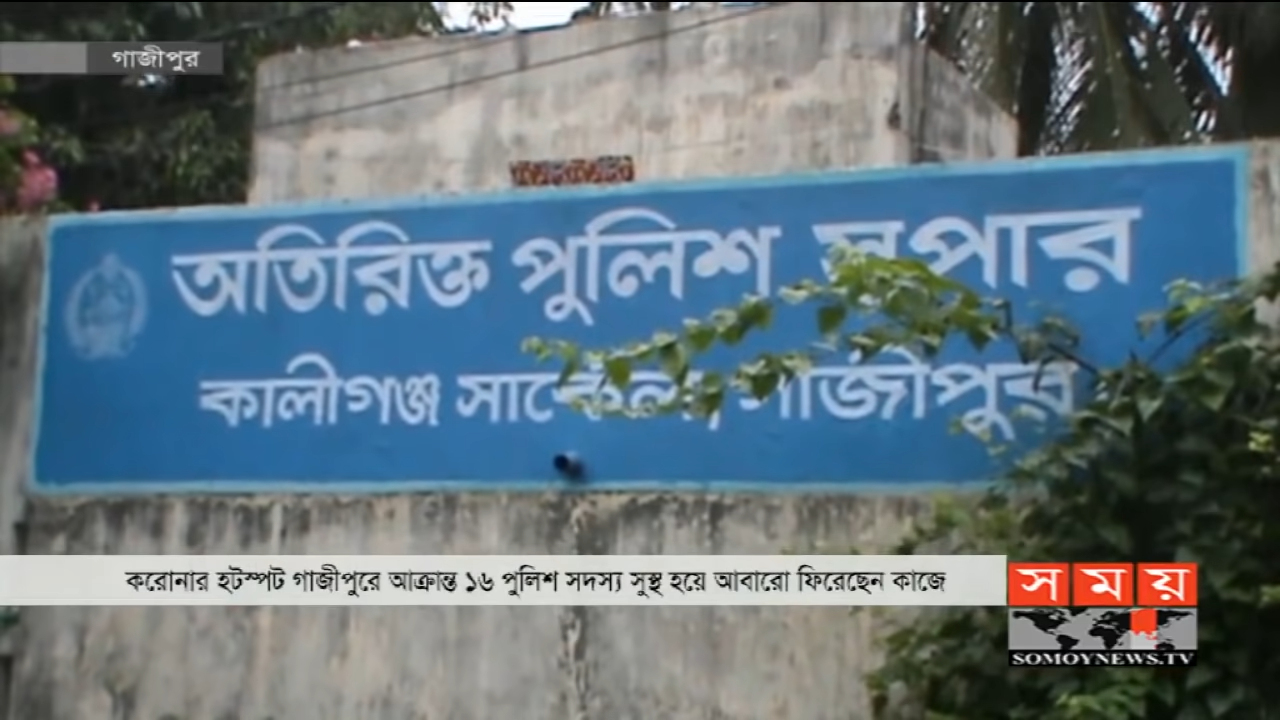 গাজীপুর
অতিরিক্ত পুলিশ সুপার
কালীগঞ্জ সার্কেল, গাজীপুর
করোনার হটস্পট গাজীপুরে আক্রান্ত ১৬ পুলিশ সদস্য সুস্থ হয়ে আবারো ফিরেছেন কাজে
সময়
SOMOYNEWS.TV